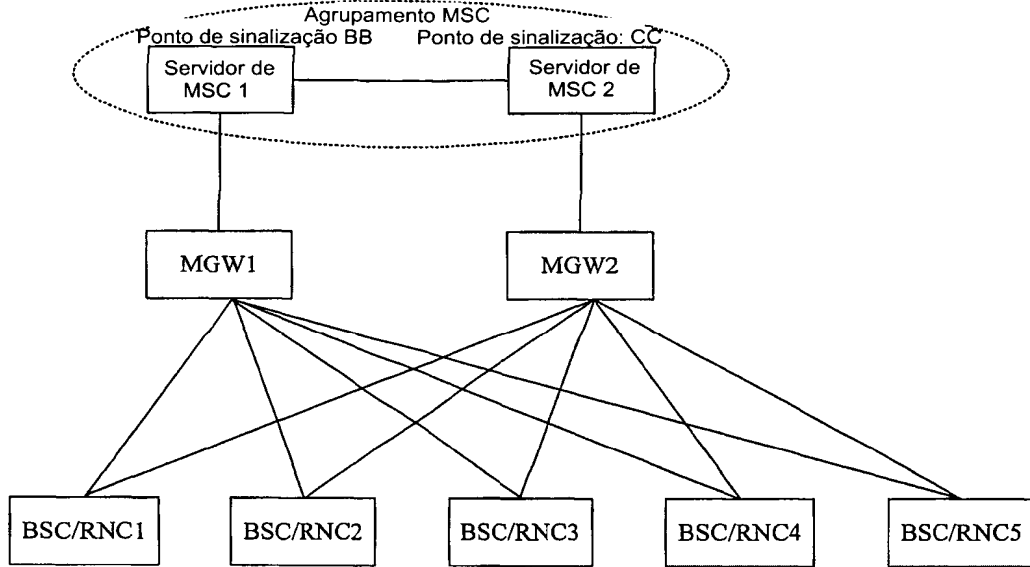 Agrupamento MSC
Ponto de sinalização BB Ponto de sinalização: CC
Servidor de
MSC 1
Servidor de
MSC 2
MGW1
MGW2
BSC/RNC1
BSC/RNC2
BSC/RNC3
BSC/RNC4
BSC/RNC5